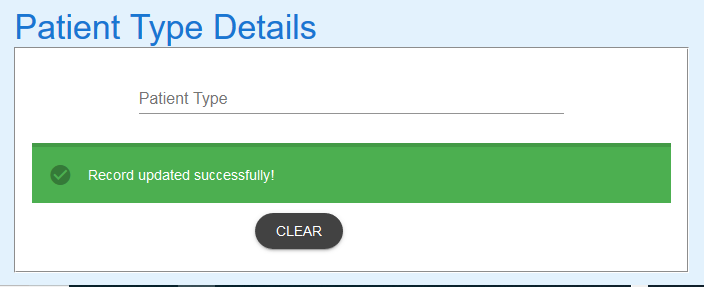 Patient Type Details
Patient Type
Record updated successfully!
CLEAR